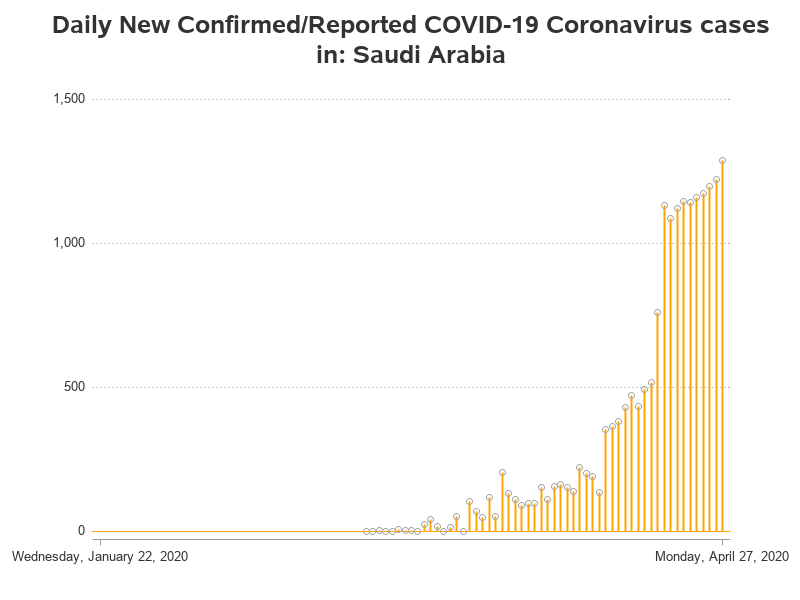 Daily New Confirmed/Reported COVID-19 Coronavirus cases
in: Saudi Arabia
1,500
1,000
500
0
Wednesday, January 22, 2020
Monday, April 27, 2020